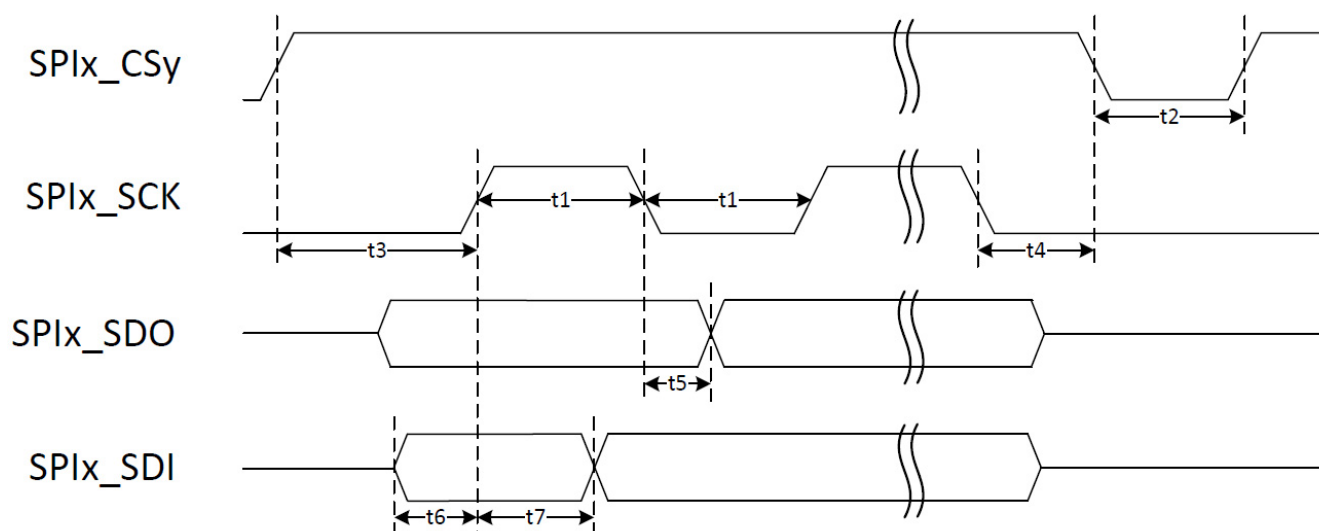 SPIx_CSy
t2
SPIx_SCK
t1 t1
t3 t4
SPIx_SDO
t5
SPIx_SDI
t6 t7